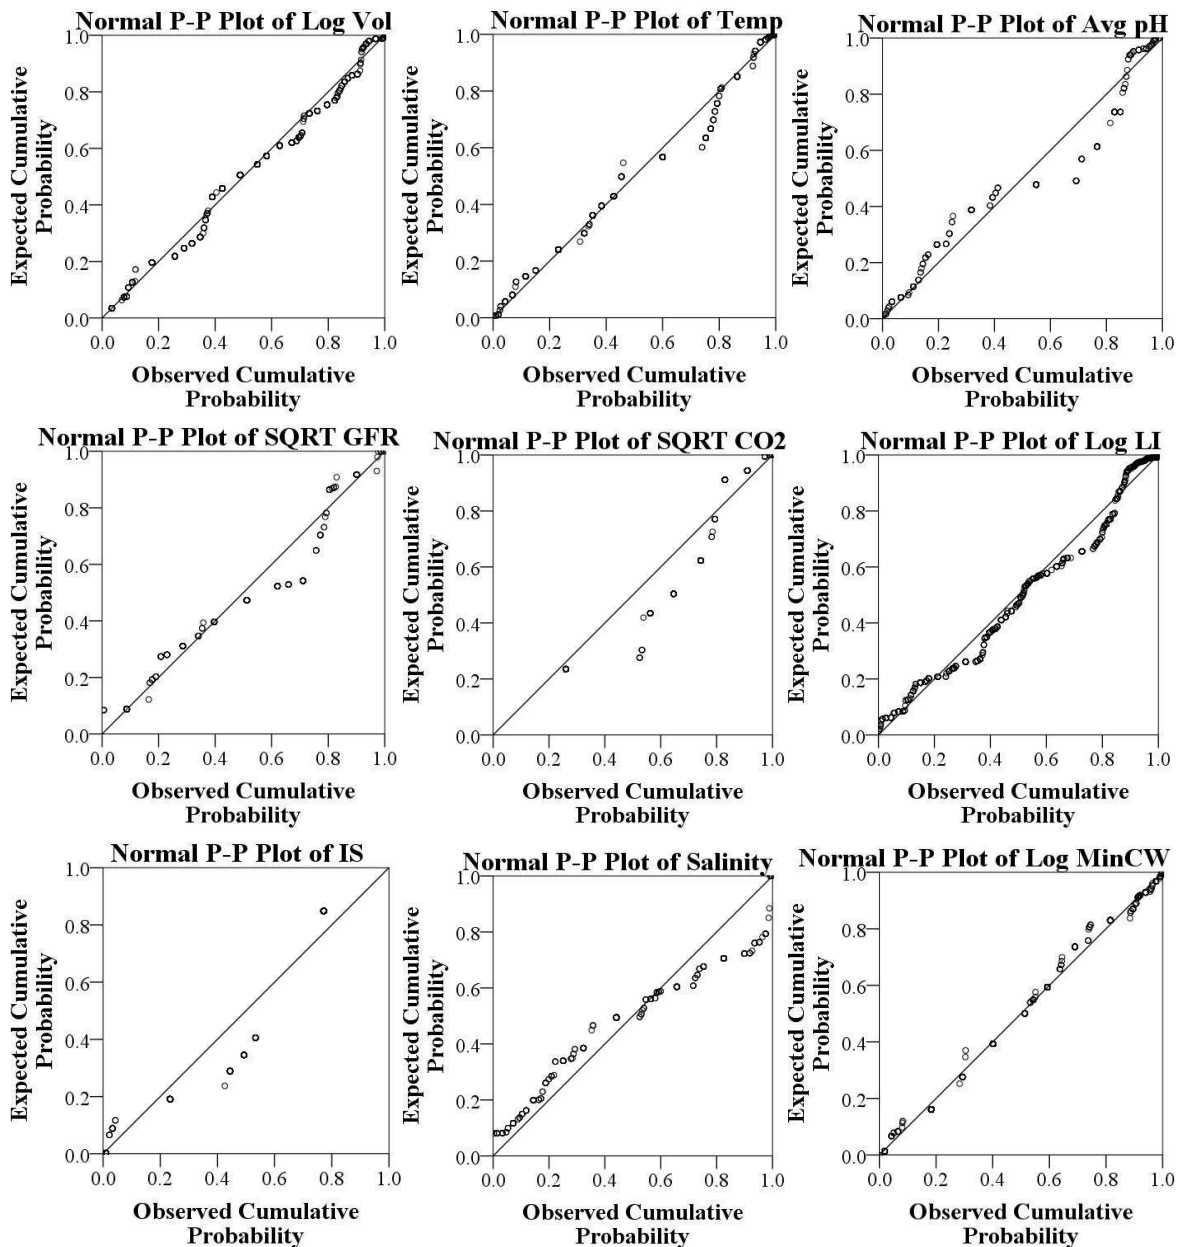 Normal P-P Plot of Log Vol
Expected Cumulative
Probability
1.0
0.8
0.6
0.4
0.2
0.0
0.0 0.2 0.4 0.6 0.8 1.0
Observed Cumulative
Probability
Normal P-P Plot of Temp
Expected Cumulative
Probability
1.0
0.8
0.6
0.4
0.2
0.0
0.0 0.2 0.4 0.6 0.8 1.0
Observed Cumulative
Probability
Normal P-P Plot of Avg pH
Expected Cumulative
Probability
1.0
0.8
0.6
0.4
0.2
0.0
0.0 0.2 0.4 0.6 0.8 1.0
Observed Cumulative
Probability
Normal P-P Plot of SQRT GFR
Expected Cumulative
Probability
1.0
0.8
0.6
0.4
0.2
0.0
0.0 0.2 0.4 0.6 0.8 1.0
Observed Cumulative
Probability
Normal P-P Plot of SQRT CO2
Expected Cumulative
Probability
1.0
0.8
0.6
0.4
0.2
0.0
0.0 0.2 0.4 0.6 0.8 1.0
Observed Cumulative
Probability
Normal P-P Plot of Log LI
Expected Cumulative
Probability
1.0
0.8
0.6
0.4
0.2
0.0
0.0 0.2 0.4 0.6 0.8 1.0
Observed Cumulative
Probability
Normal P-P Plot of IS
Expected Cumulative
Probability
1.0
0.8
0.6
0.4
0.2
0.0
0.0 0.2 0.4 0.6 0.8 1.0
Observed Cumulative
Probability
Normal P-P Plot of Salinity
Expected Cumulative
Probability
1.0
0.8
0.6
0.4
0.2
0.0
0.0 0.2 0.4 0.6 0.8 1.0
Observed Cumulative
Probability
Normal P-P Plot of Log MinCW
Expected Cumulative
Probability
1.0
0.8
0.6
0.4
0.2
0.0
0.0 0.2 0.4 0.6 0.8 1.0
Observed Cumulative
Probability